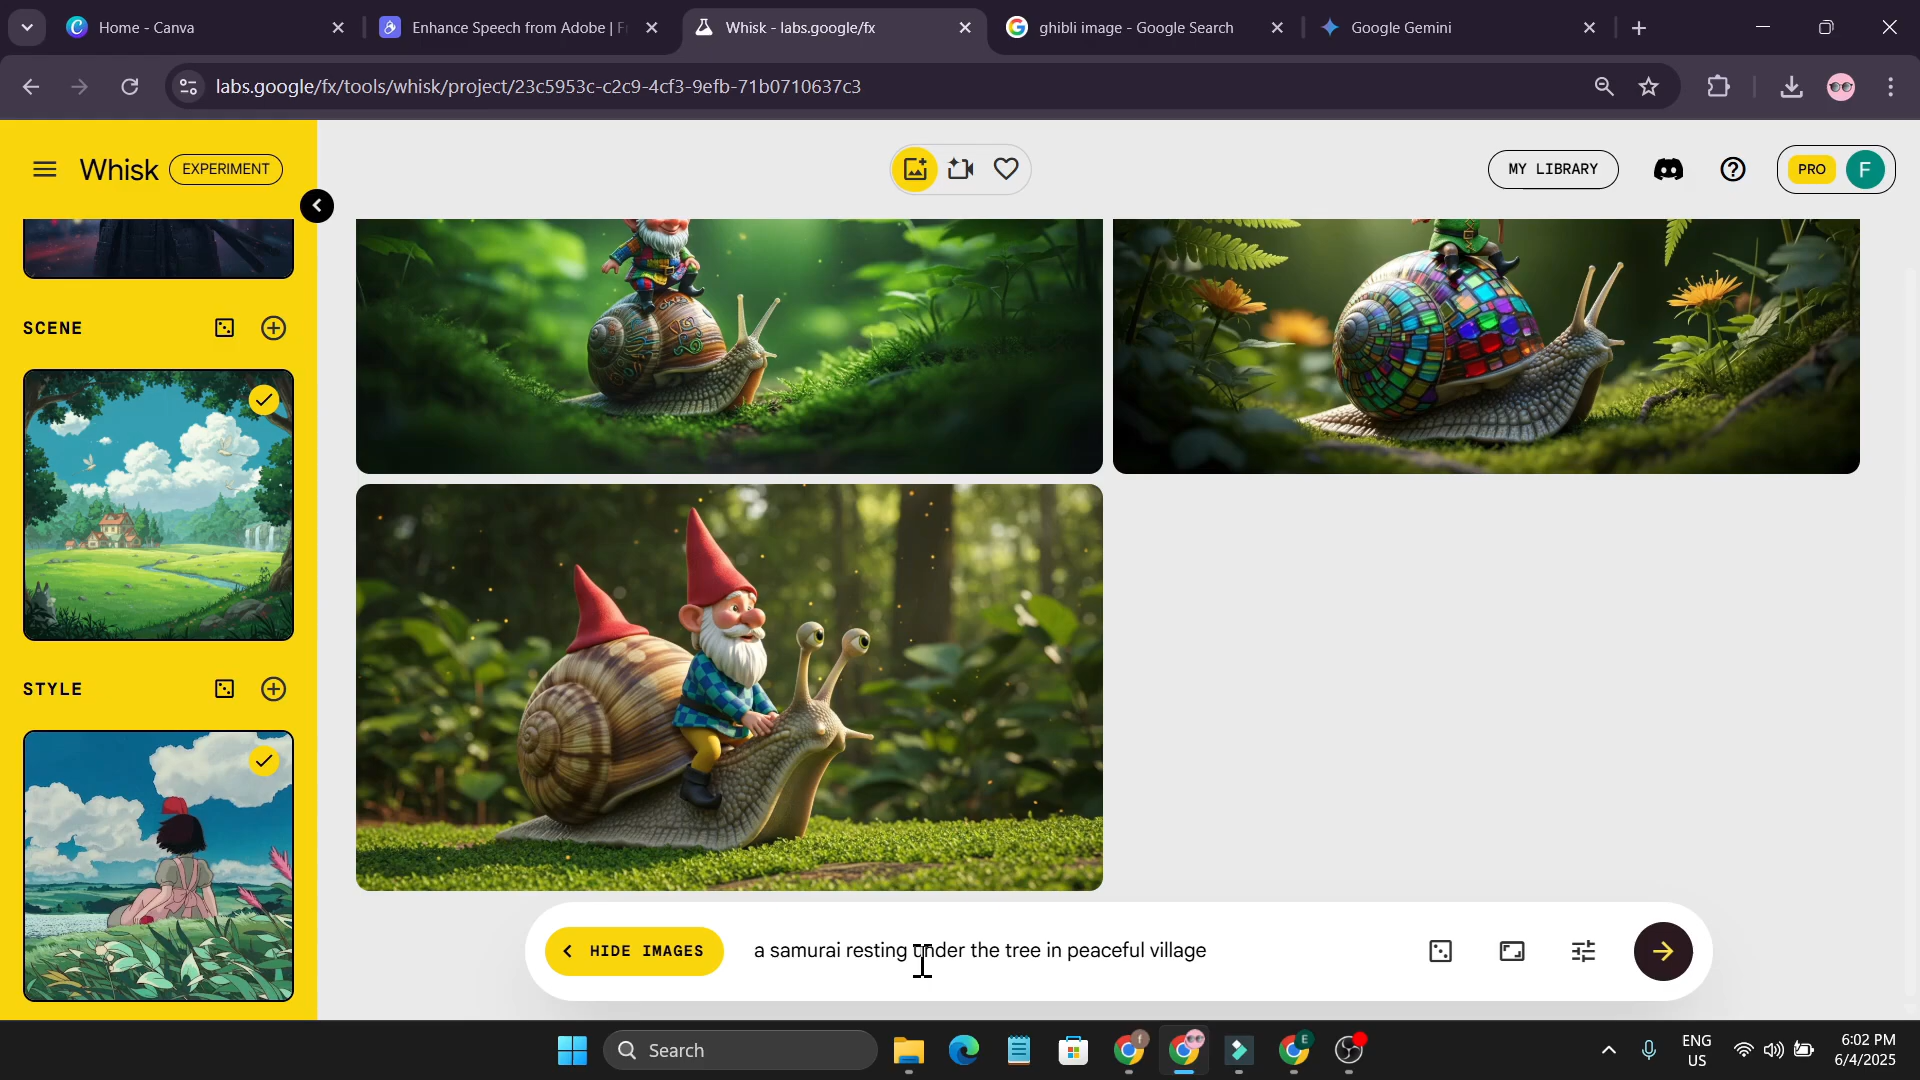 Home - Canva
Enhance Speech from Adobe | F
Whisk - labs.google/fx
ghibli image - Google Search
Google Gemini
labs.google/fx/tools/whisk/project/23c5953c-c2c9-4cf3-9efb-71b0710637c3
Whisk EXPERIMENT
MY LIBRARY
PRO F
SCENE
STYLE
HIDE IMAGES
a samurai resting under the tree in peaceful village
Search
f
E
ENG
US
6:02 PM
6/4/2025